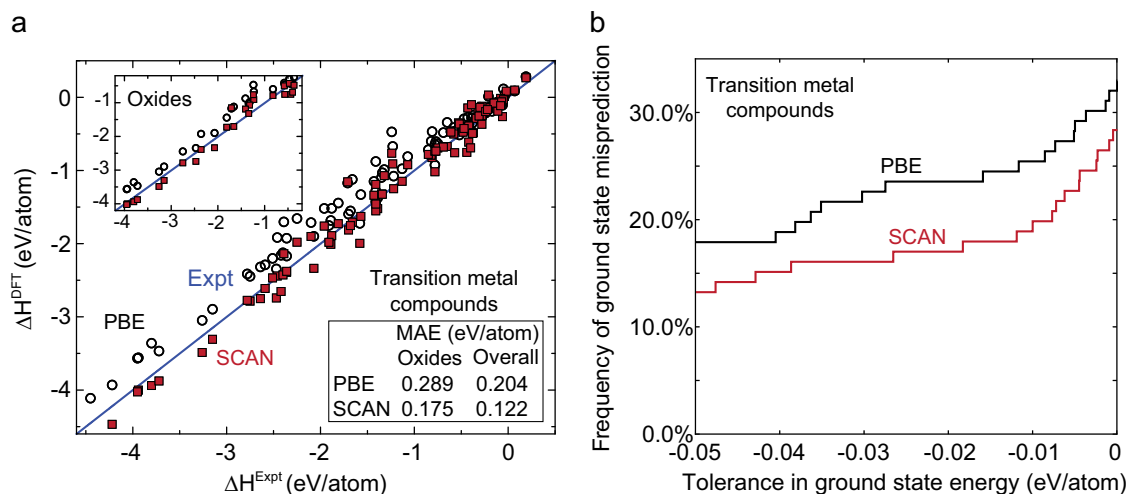 a
0
-1
-2
-3
-4
-4
-3
-2
-1
0
ΔH^DFT (eV/atom)
ΔH^Expt (eV/atom)
Oxides
-1
-2
-3
-4
-4
-3
-2
-1
Expt
PBE
SCAN
Transition metal
compounds
MAE (eV/atom)
Oxides Overall
PBE 0.289 0.204
SCAN 0.175 0.122
b
Frequency of ground state misprediction
30.0%
20.0%
10.0%
0.0%
Transition metal
compounds
PBE
SCAN
-0.05
-0.04
-0.03
-0.02
-0.01
0
Tolerance in ground state energy (eV/atom)